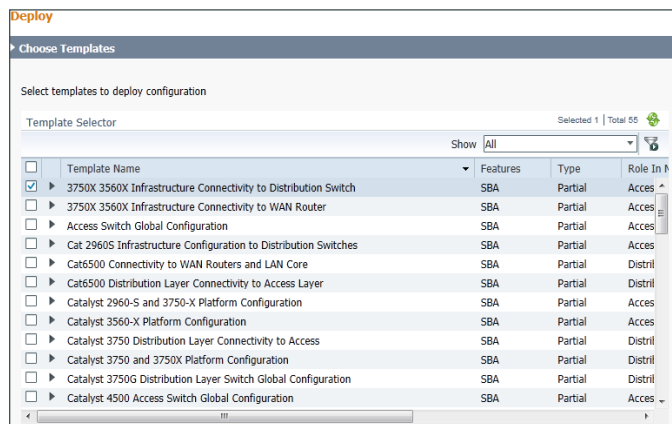 Deploy
Choose Templates
Select templates to deploy configuration
Template Selector Selected 1 | Total 55
Show All
Template Name Features Type Role In N
3750X 3560X Infrastructure Connectivity to Distribution Switch SBA Partial Acces
3750X 3560X Infrastructure Connectivity to WAN Router SBA Partial Acces
Access Switch Global Configuration SBA Partial Acces
Cat 2960S Infrastructure Configuration to Distribution Switches SBA Partial Acces
Cat6500 Connectivity to WAN Routers and LAN Core SBA Partial Distril
Cat6500 Distribution Layer Connectivity to Access Layer SBA Partial Distril
Catalyst 2960-S and 3750-X Platform Configuration SBA Partial Acces
Catalyst 3560-X Platform Configuration SBA Partial Acces
Catalyst 3750 Distribution Layer Connectivity to Access SBA Partial Distril
Catalyst 3750 and 3750X Platform Configuration SBA Partial Distril
Catalyst 3750G Distribution Layer Switch Global Configuration SBA Partial Distril
Catalyst 4500 Access Switch Global Configuration SBA Partial Acces